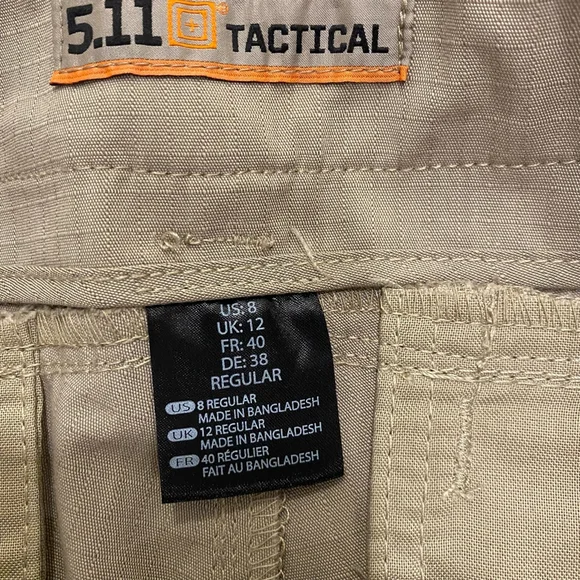 5.11 TACTICAL
US: 8
UK: 12
FR: 40
DE: 38
REGULAR
US 8 REGULAR
MADE IN BANGLADESH
UK 12 REGULAR
MADE IN BANGLADESH
FR 40 RÉGULIER
FAIT AU BANGLADESH